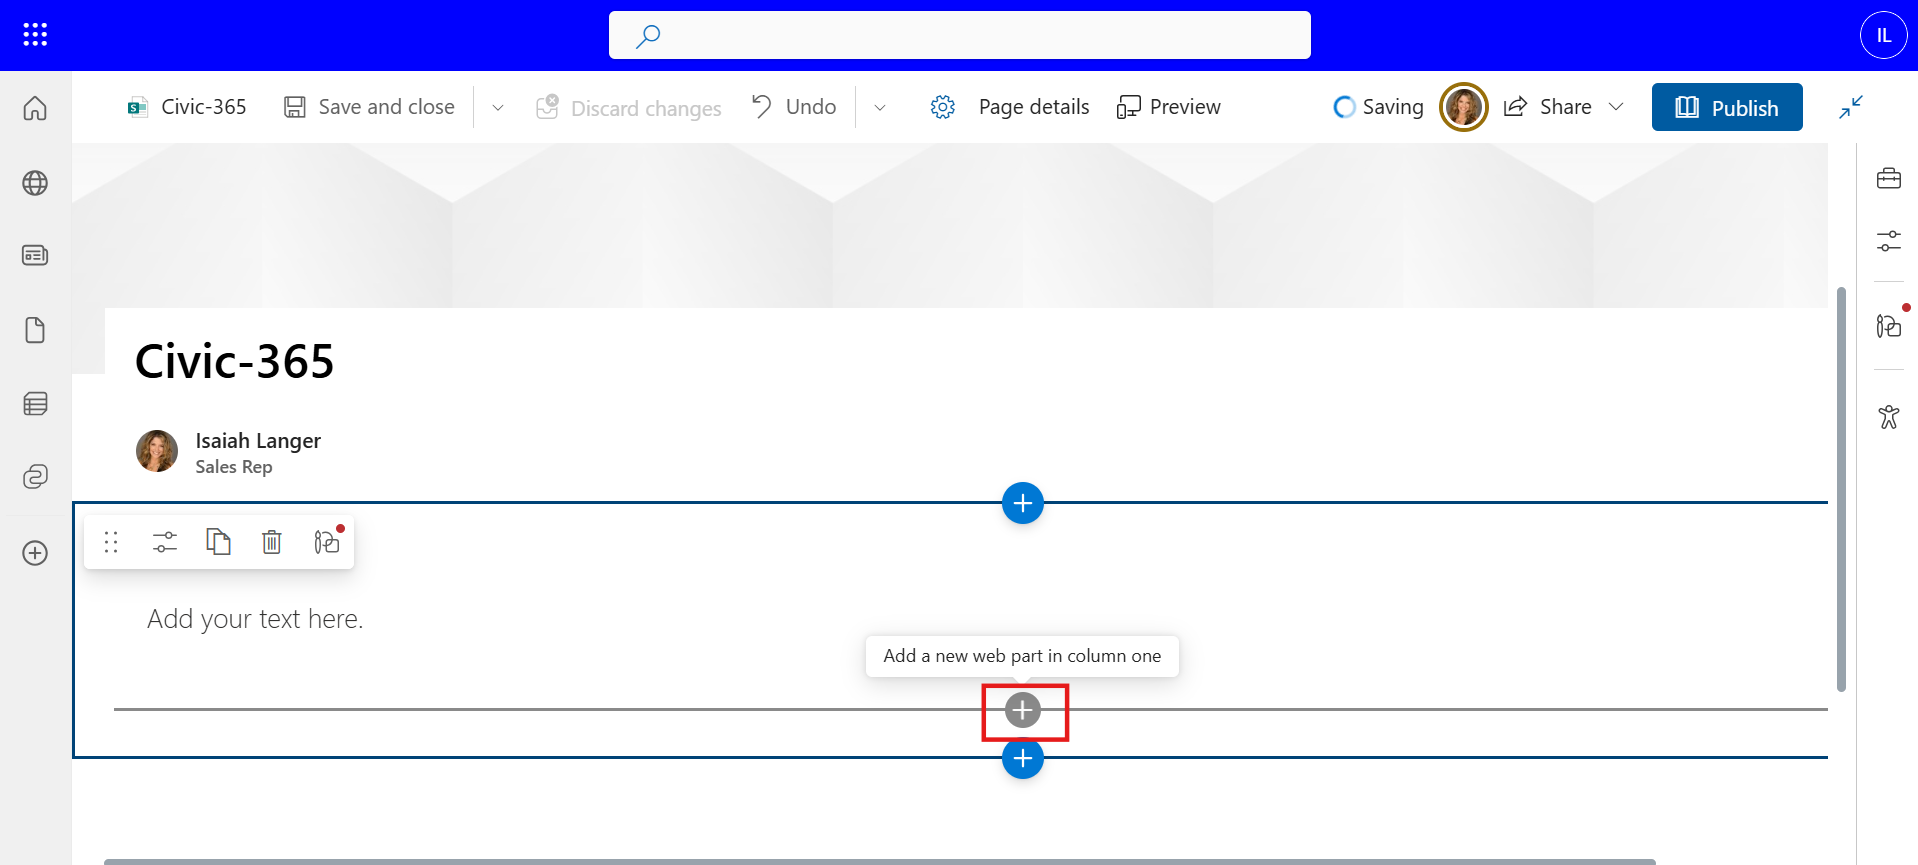 IL
Civic-365
Save and close
Discard changes
Undo
Page details
Preview
Saving
Share
Publish
Civic-365
Isaiah Langer
Sales Rep
Add your text here.
Add a new web part in column one